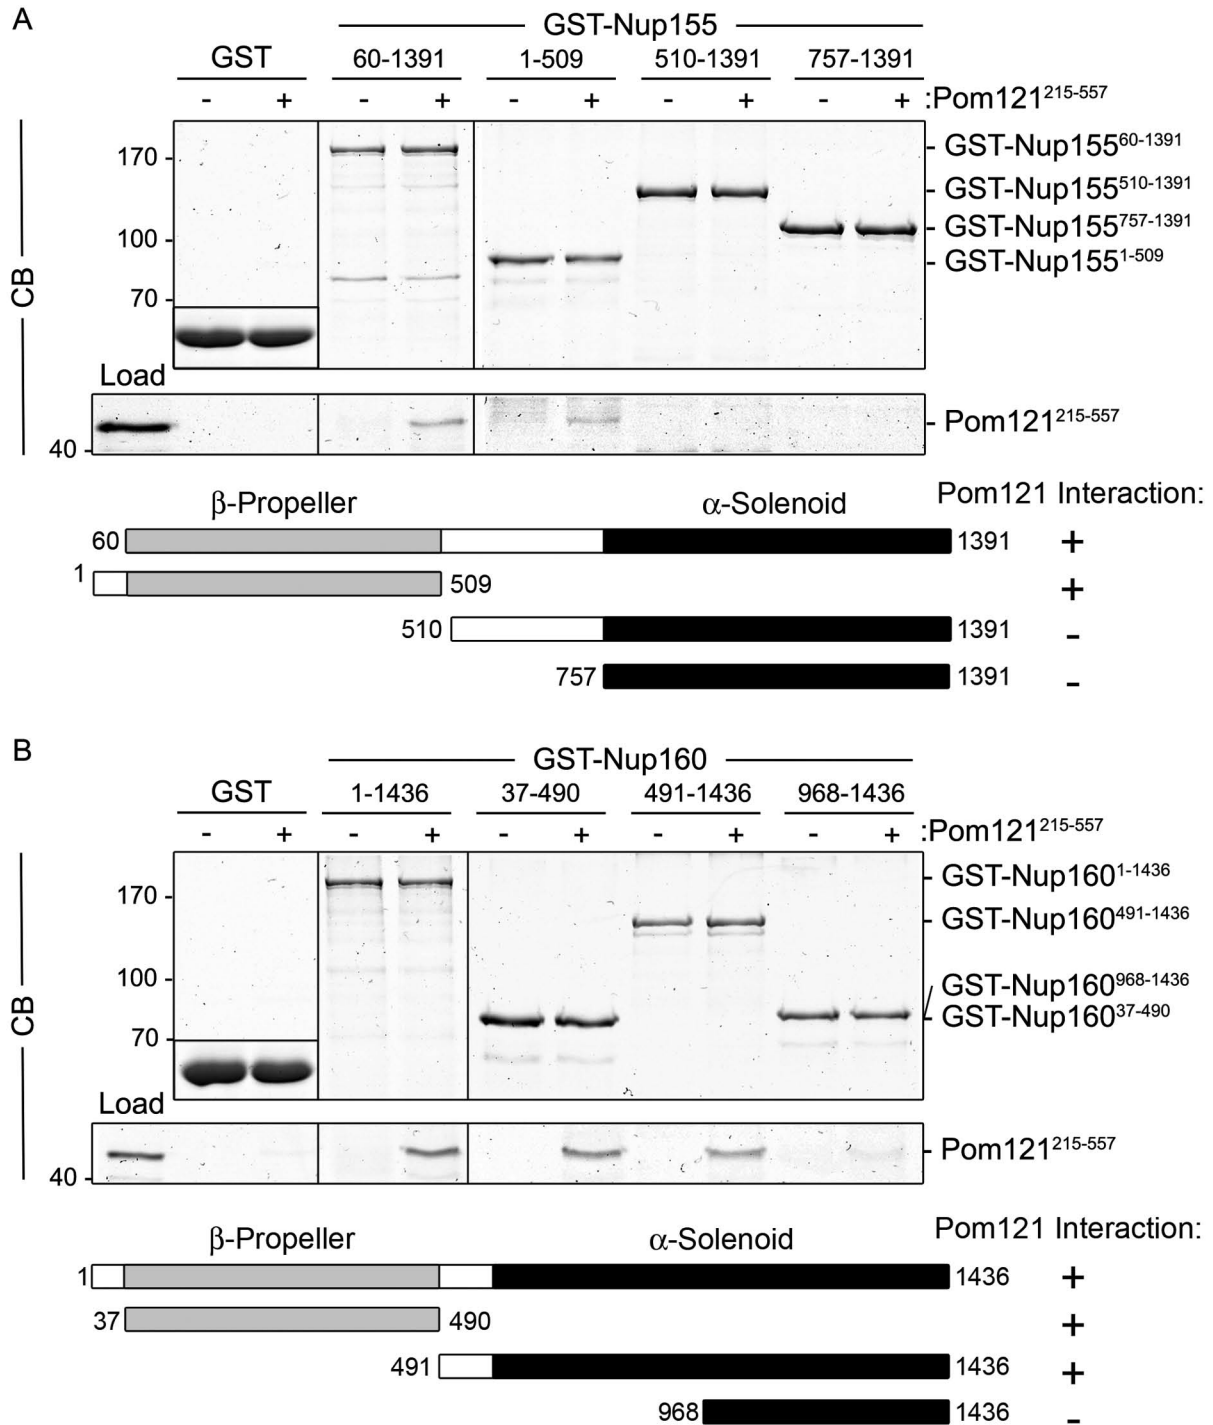 A
GST-Nup155
GST 60-1391 1-509 510-1391 757-1391
- + - + - + - + - + :Pom121²¹⁵⁻⁵⁵⁷
CB
170
100
70
GST-Nup155⁶⁰⁻¹³⁹¹
GST-Nup155⁵¹⁰⁻¹³⁹¹
GST-Nup155⁷⁵⁷⁻¹³⁹¹
GST-Nup155¹⁻⁵⁰⁹
Load
40
Pom121²¹⁵⁻⁵⁵⁷
β-Propeller α-Solenoid Pom121 Interaction:
60 1391 +
1 509 +
510 1391 -
757 1391 -
B
GST-Nup160
GST 1-1436 37-490 491-1436 968-1436
- + - + - + - + - + :Pom121²¹⁵⁻⁵⁵⁷
CB
170
100
70
GST-Nup160¹⁻¹⁴³⁶
GST-Nup160⁴⁹¹⁻¹⁴³⁶
GST-Nup160⁹⁶⁸⁻¹⁴³⁶
GST-Nup160³⁷⁻⁴⁹⁰
Load
40
Pom121²¹⁵⁻⁵⁵⁷
β-Propeller α-Solenoid Pom121 Interaction:
1 1436 +
37 490 +
491 1436 +
968 1436 -